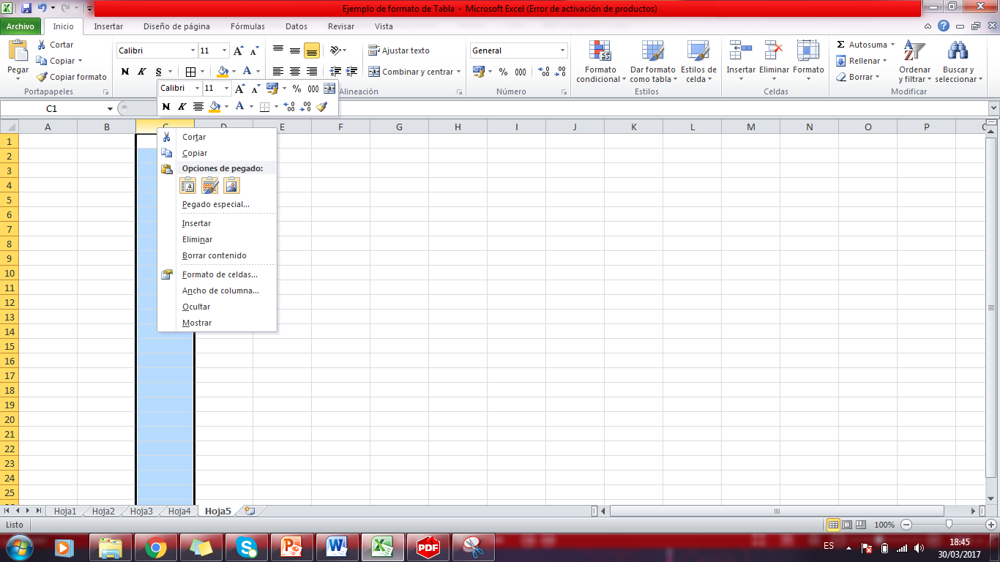 Ejemplo de formato de Tabla - Microsoft Excel (Error de activación de productos)
Archivo Inicio Insertar Diseño de página Fórmulas Datos Revisar Vista
Pegar
Cortar
Copiar
Copiar formato
Portapapeles
Calibri 11
N K S
Ajustar texto
Combinar y centrar
Alineación
General
% 000
Número
Formato condicional
Dar formato como tabla
Estilos de celda
Estilos
Insertar Eliminar Formato
Celdas
Autosuma
Rellenar
Borrar
Ordenar y filtrar
Buscar y seleccionar
Modificar
Calibri 11 % 000
N K
C1
A B C D E F G H I J K L M N O P
1
2
3
4
5
6
7
8
9
10
11
12
13
14
15
16
17
18
19
20
21
22
23
24
25
Cortar
Copiar
Opciones de pegado:
Pegado especial...
Insertar
Eliminar
Borrar contenido
Formato de celdas...
Ancho de columna...
Ocultar
Mostrar
Hoja1 Hoja2 Hoja3 Hoja4 Hoja5
Listo
100%
PDF
ES
18:45
30/03/2017